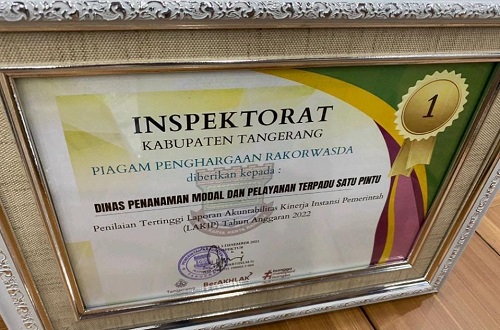 INSPEKTORAT
KABUPATEN TANGERANG
PIAGAM PENGHARGAAN RAKORWASDA
diberikan kepada :
DINAS PENANAMAN MODAL DAN PELAYANAN TERPADU SATU PINTU
Penilaian Tertinggi Laporan Akuntabilitas Kinerja Instansi Pemerintah
(LAKIP) Tahun Anggaran 2022
1
BerAKHLAK